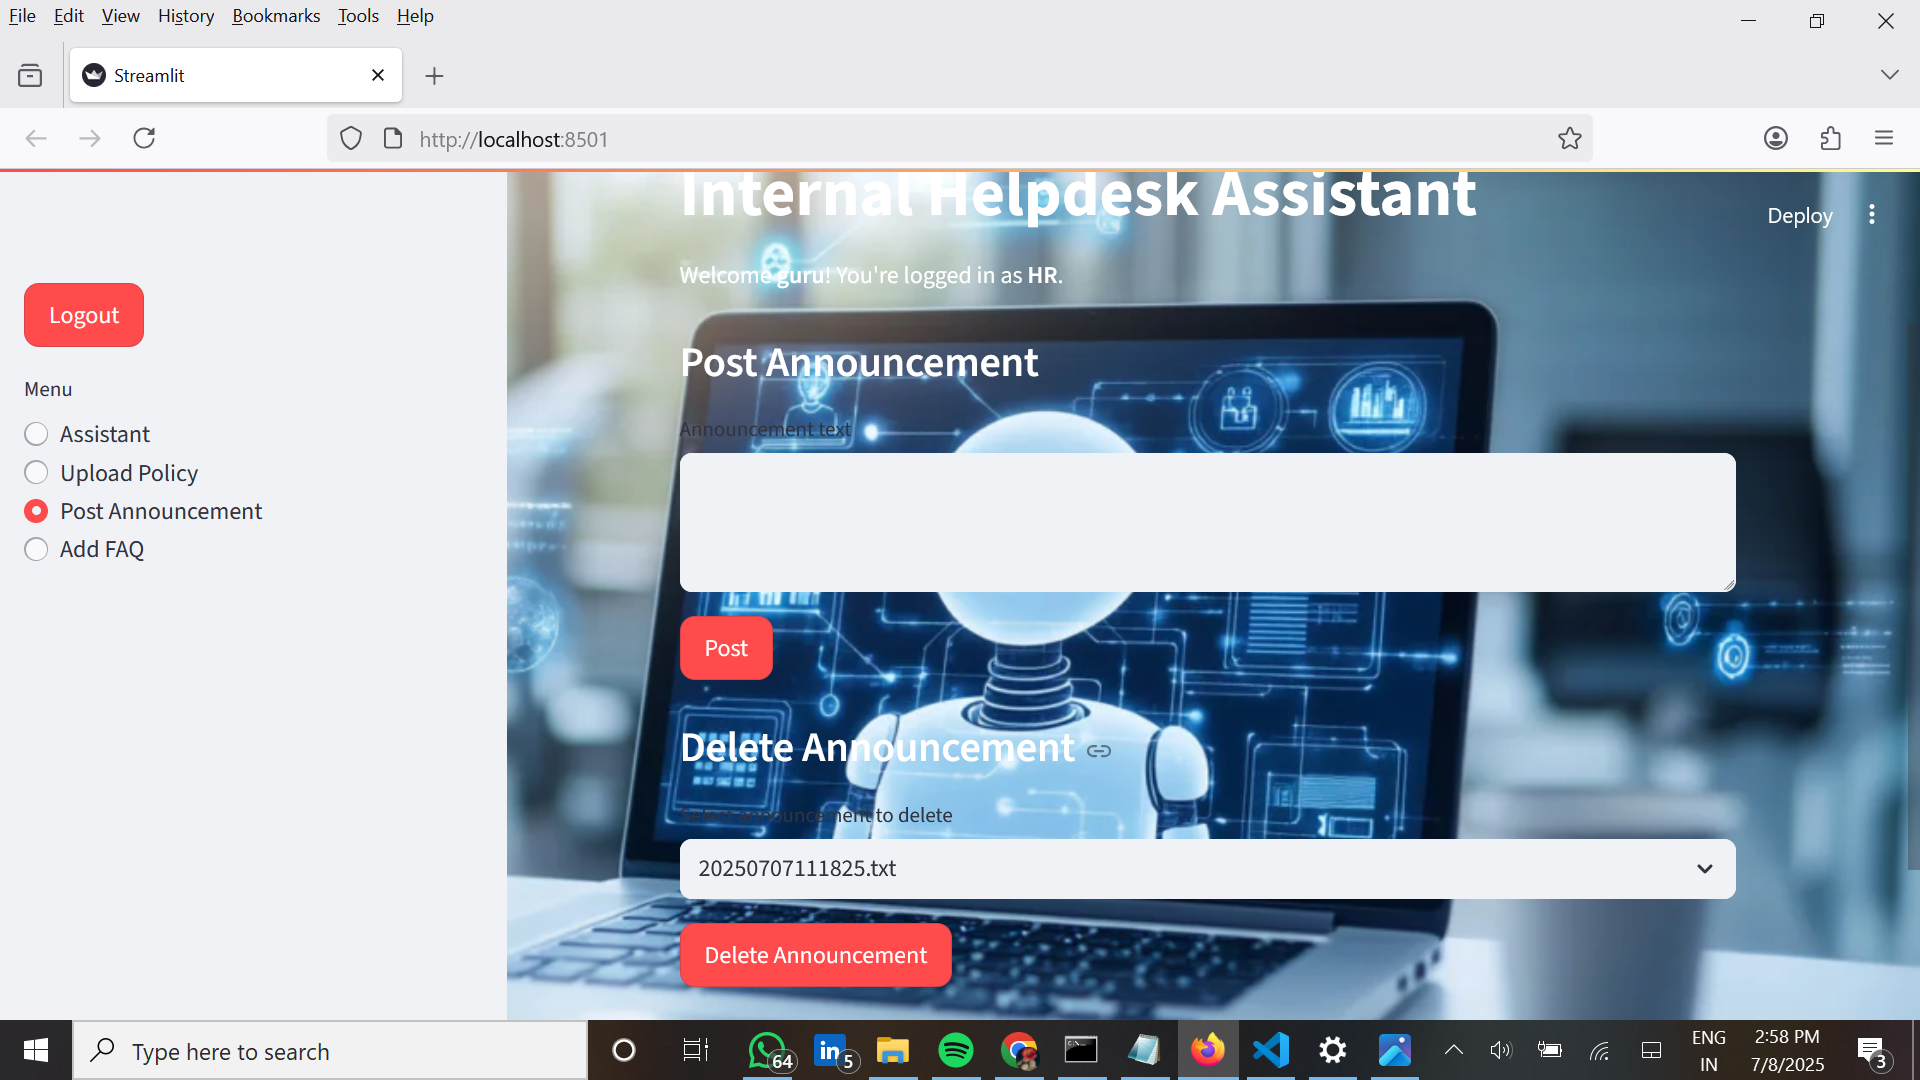 File Edit View History Bookmarks Tools Help
Streamlit
http://localhost:8501
Internal Helpdesk Assistant
Deploy
Welcome guru! You're logged in as HR.
Logout
Menu
Assistant
Upload Policy
Post Announcement
Add FAQ
Post Announcement
Announcement text
Post
Delete Announcement
Select announcement to delete
20250707111825.txt
Delete Announcement
Type here to search
64
in 5
ENG
IN
2:58 PM
7/8/2025
3